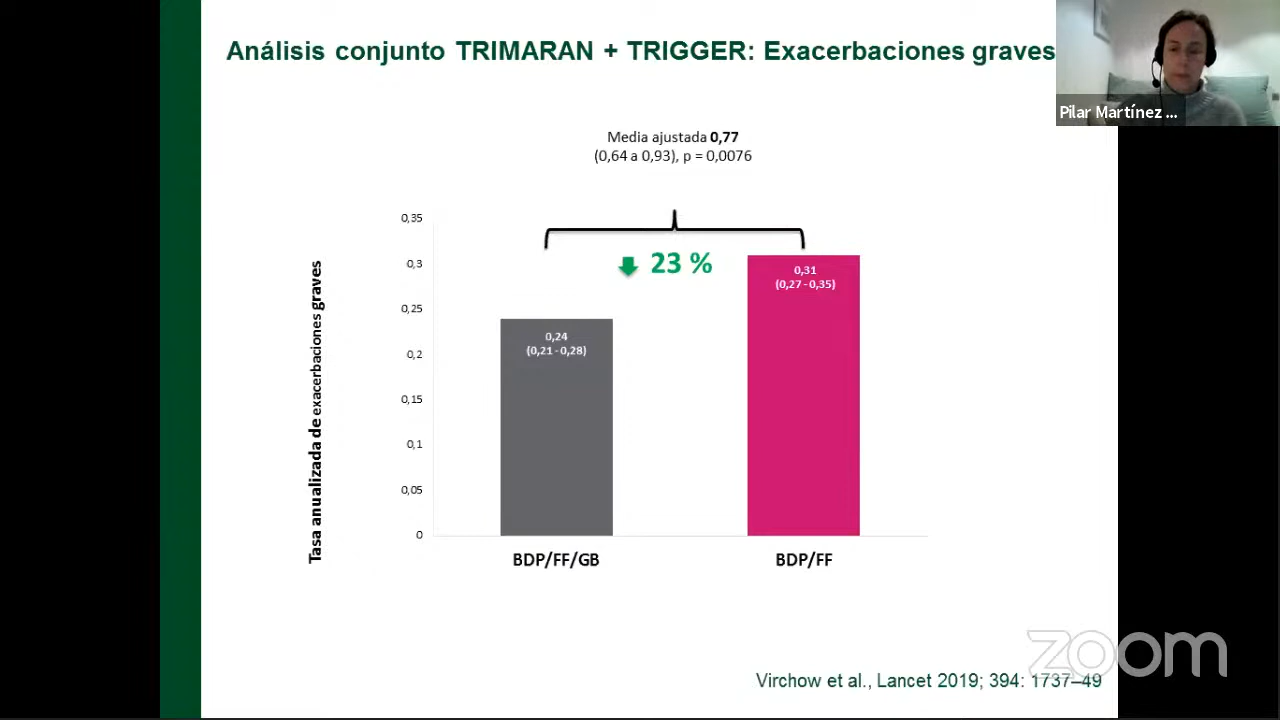 Análisis conjunto TRIMARAN + TRIGGER: Exacerbaciones graves
Pilar Martínez ...
Media ajustada 0,77
(0,64 a 0,93), p = 0,0076
Tasa anualizada de exacerbaciones graves
0,35
0,3
0,25
0,2
0,15
0,1
0,05
0
23 %
0,24
(0,21 - 0,28)
0,31
(0,27 - 0,35)
BDP/FF/GB
BDP/FF
zoom
Virchow et al., Lancet 2019; 394: 1737–49